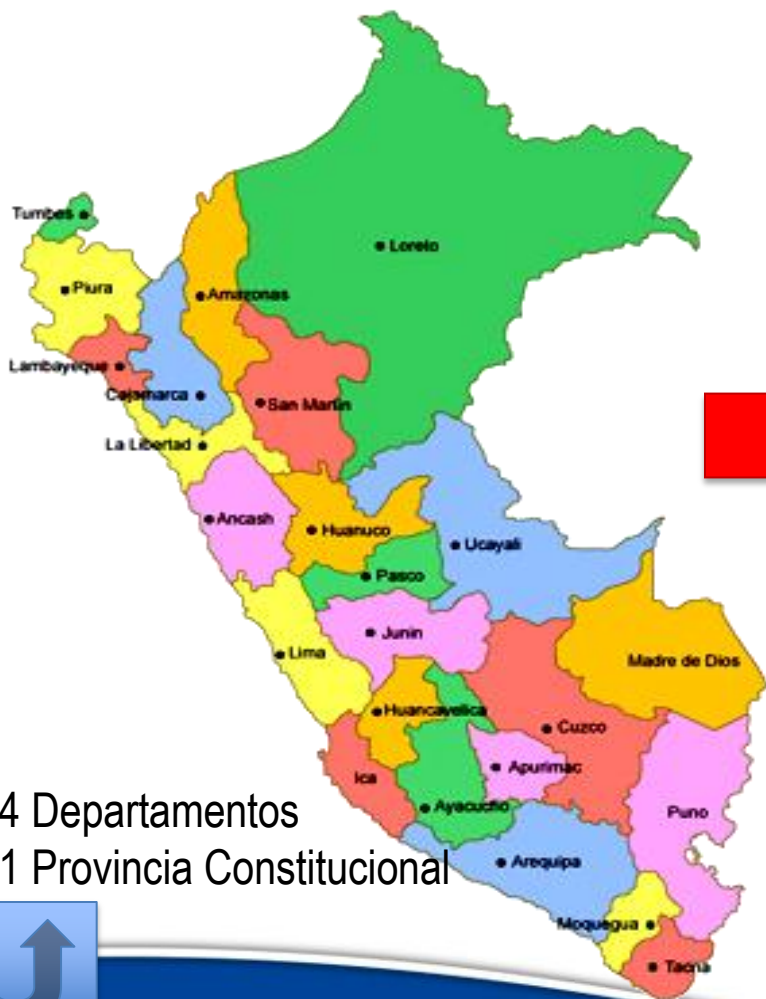 Tumbes
Loreto
Piura
Amazonas
Lambayeque
Cajamarca
San Martin
La Libertad
Ancash
Huanuco
Ucayali
Pasco
Junin
Lima
Madre de Dios
Huancavelica
Cuzco
Ica
Apurimac
Ayacucho
Puno
Arequipa
Moquegua
Tacna
4 Departamentos
1 Provincia Constitucional